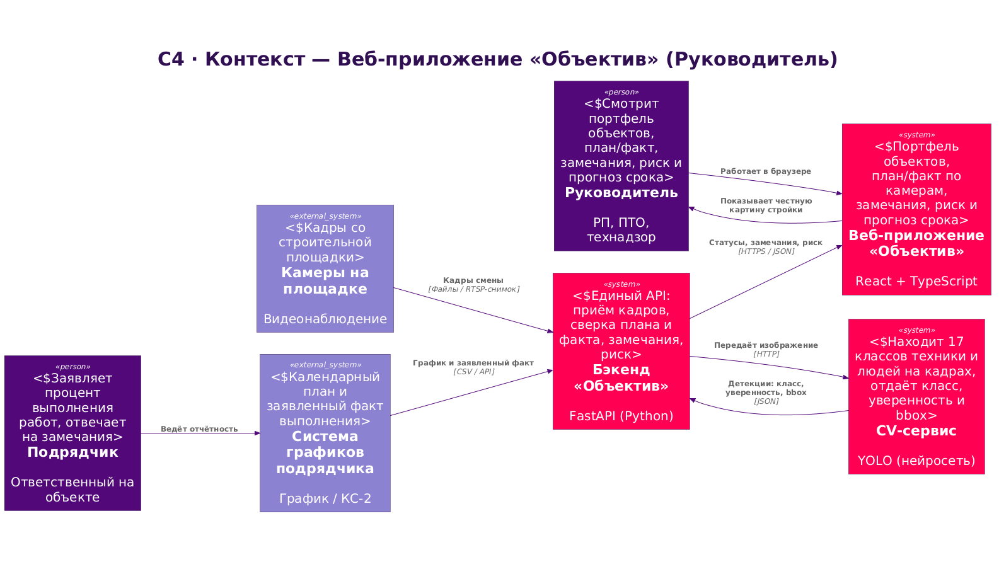 C4 · Контекст — Веб-приложение «Объектив» (Руководитель)
«person»
<$Смотрит
портфель
объектов,
план/факт,
замечания, риск и
прогноз срока>
Руководитель
РП, ПТО,
технадзор
Работает в браузере
Показывает честную
картину стройки
«system»
<$Портфель
объектов,
план/факт по
камерам,
замечания, риск и
прогноз срока>
Веб-приложение
«Объектив»
React + TypeScript
Статусы, замечания, риск
[HTTPS / JSON]
«external_system»
<$Кадры со
строительной
площадки>
Камеры на
площадке
Видеонаблюдение
Кадры смены
[Файлы / RTSP-снимок]
«system»
<$Единый API:
приём кадров,
сверка плана и
факта, замечания,
риск>
Бэкенд
«Объектив»
FastAPI (Python)
Передаёт изображение
[HTTP]
Детекции: класс,
уверенность, bbox
[JSON]
«system»
<$Находит 17
классов техники и
людей на кадрах,
отдаёт класс,
уверенность и
bbox>
CV-сервис
YOLO (нейросеть)
«person»
<$Заявляет
процент
выполнения
работ, отвечает
на замечания>
Подрядчик
Ответственный на
объекте
Ведёт отчётность
«external_system»
<$Календарный
план и
заявленный факт
выполнения>
Система
графиков
подрядчика
График / КС-2
График и заявленный факт
[CSV / API]